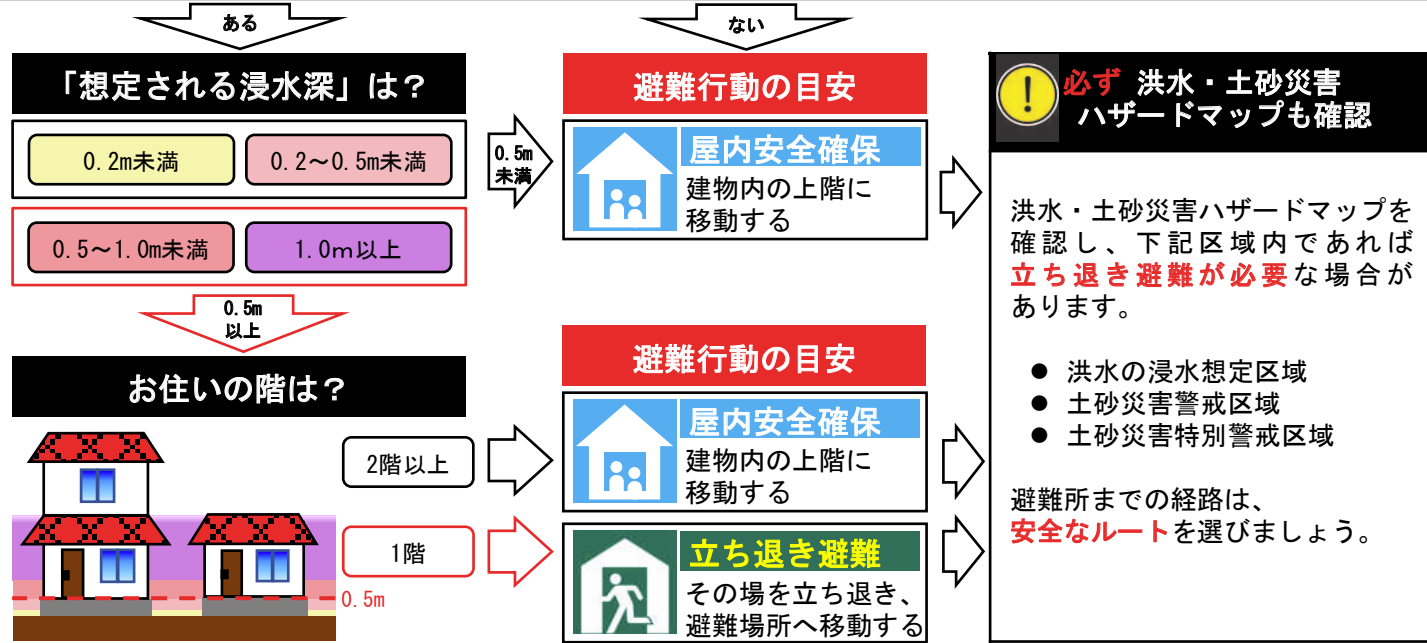 ある
ない
「想定される浸水深」は？
0.2m未満
0.2～0.5m未満
0.5～1.0m未満
1.0ｍ以上
0.5m
未満
避難行動の目安
屋内安全確保
建物内の上階に
移動する
0.5m
以上
お住いの階は？
2階以上
1階
0.5m
避難行動の目安
屋内安全確保
建物内の上階に
移動する
立ち退き避難
その場を立ち退き、
避難場所へ移動する
必ず 洪水・土砂災害
ハザードマップも確認
洪水・土砂災害ハザードマップを
確認し、下記区域内であれば
立ち退き避難が必要な場合が
あります。
● 洪水の浸水想定区域
● 土砂災害警戒区域
● 土砂災害特別警戒区域
避難所までの経路は、
安全なルートを選びましょう。